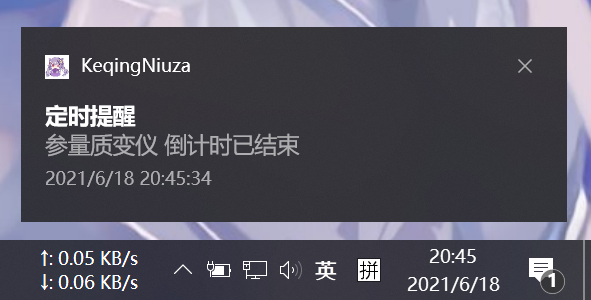 KeqingNiuza
定时提醒
参量质变仪 倒计时已结束
2021/6/18 20:45:34
↑: 0.05 KB/s
↓: 0.06 KB/s
英
拼
20:45
2021/6/18
1